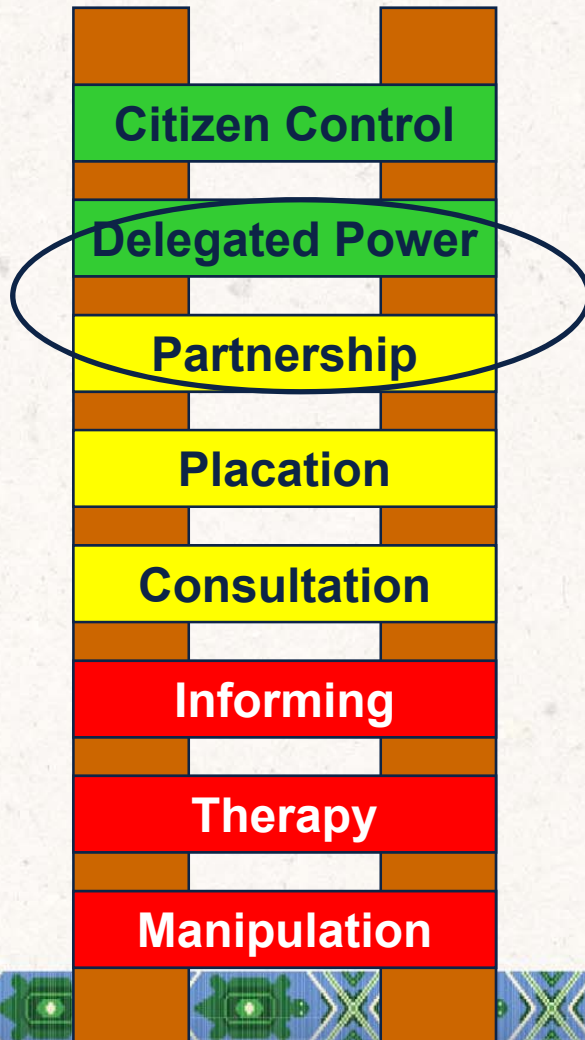 Citizen Control
Delegated Power
Partnership
Placation
Consultation
Informing
Therapy
Manipulation